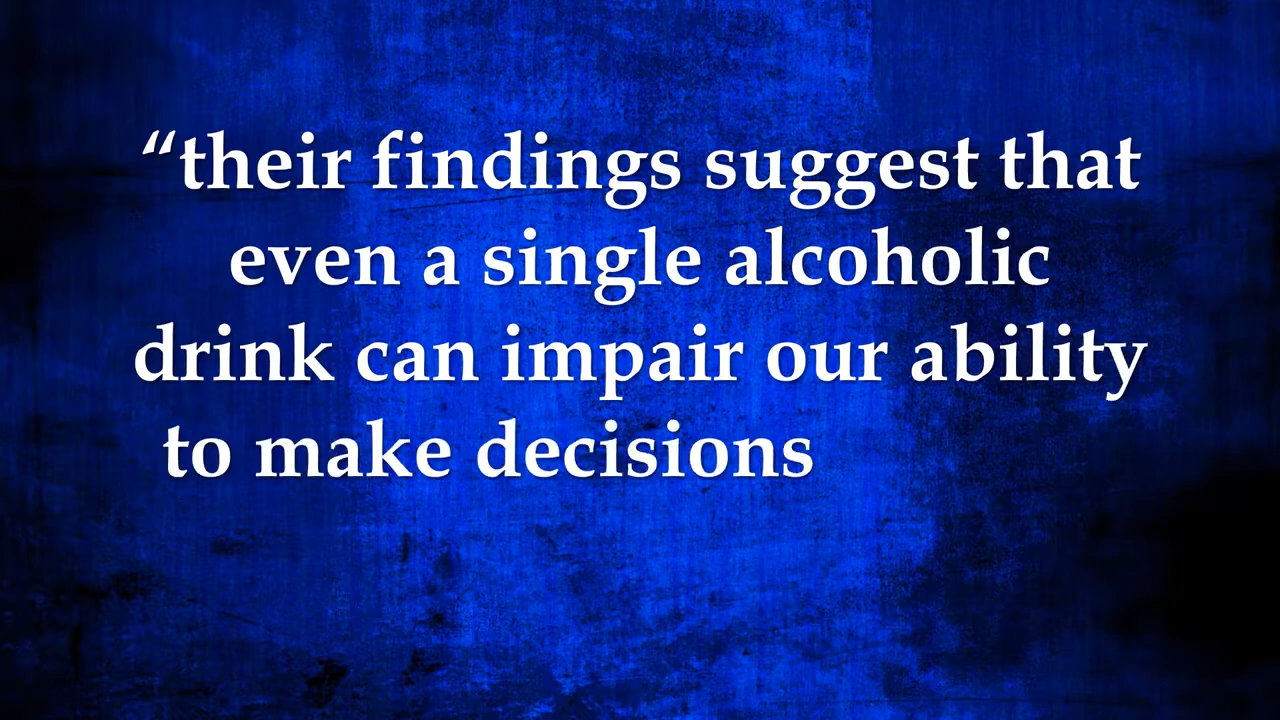 “their findings suggest that
even a single alcoholic
drink can impair our ability
to make decisions